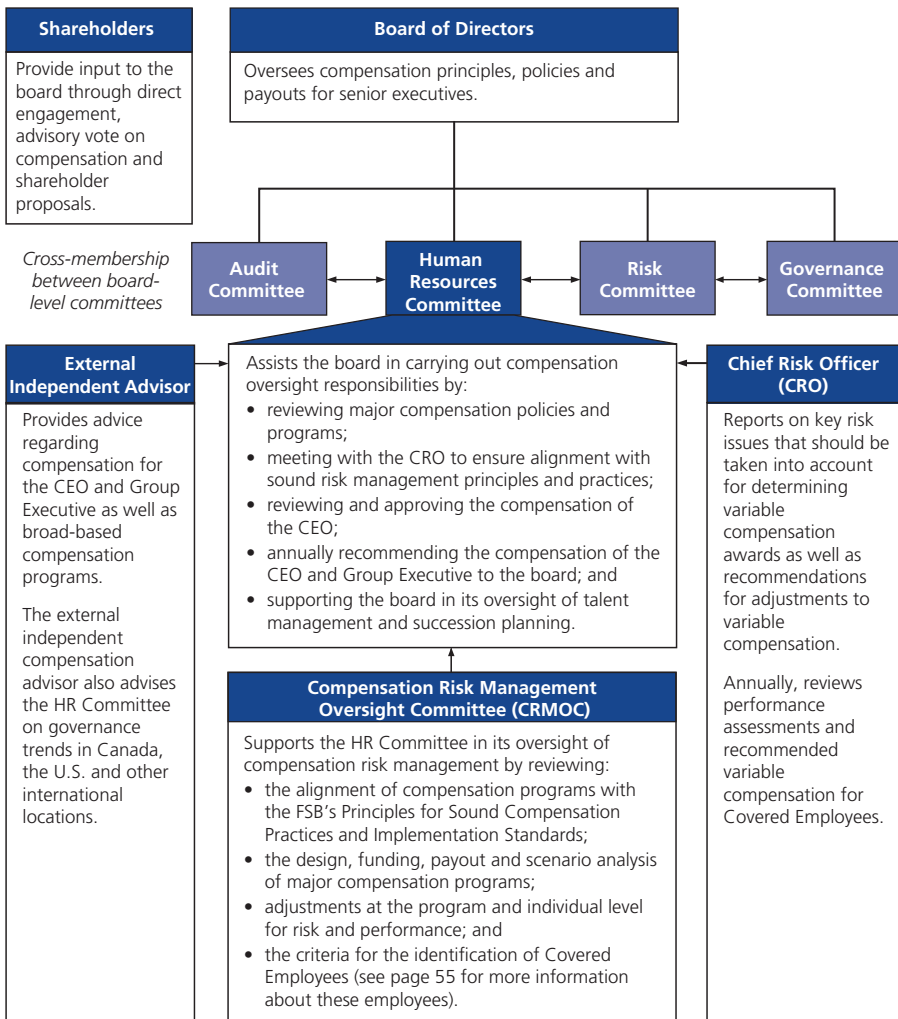 Shareholders
Provide input to the
board through direct
engagement,
advisory vote on
compensation and
shareholder
proposals.
Board of Directors
Oversees compensation principles, policies and
payouts for senior executives.
Cross-membership
between board-
level committees
Audit
Committee
Human
Resources
Committee
Risk
Committee
Governance
Committee
External
Independent Advisor
Provides advice
regarding
compensation for
the CEO and Group
Executive as well as
broad-based
compensation
programs.
The external
independent
compensation
advisor also advises
the HR Committee
on governance
trends in Canada,
the U.S. and other
international
locations.
Assists the board in carrying out compensation
oversight responsibilities by:
• reviewing major compensation policies and
programs;
• meeting with the CRO to ensure alignment with
sound risk management principles and practices;
• reviewing and approving the compensation of
the CEO;
• annually recommending the compensation of the
CEO and Group Executive to the board; and
• supporting the board in its oversight of talent
management and succession planning.
Compensation Risk Management
Oversight Committee (CRMOC)
Supports the HR Committee in its oversight of
compensation risk management by reviewing:
• the alignment of compensation programs with
the FSB's Principles for Sound Compensation
Practices and Implementation Standards;
• the design, funding, payout and scenario analysis
of major compensation programs;
• adjustments at the program and individual level
for risk and performance; and
• the criteria for the identification of Covered
Employees (see page 55 for more information
about these employees).
Chief Risk Officer
(CRO)
Reports on key risk
issues that should be
taken into account
for determining
variable
compensation
awards as well as
recommendations
for adjustments to
variable
compensation.
Annually, reviews
performance
assessments and
recommended
variable
compensation for
Covered Employees.